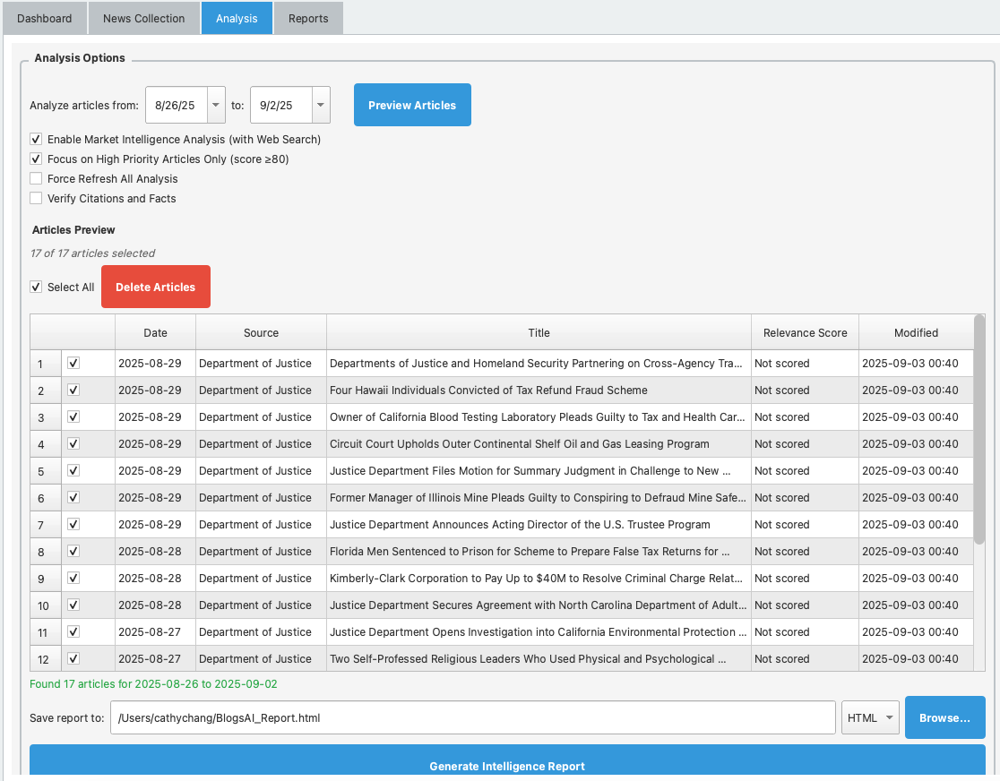 Dashboard News Collection Analysis Reports
Analysis Options
Analyze articles from: 8/26/25 to: 9/2/25 Preview Articles
Enable Market Intelligence Analysis (with Web Search)
Focus on High Priority Articles Only (score ≥80)
Force Refresh All Analysis
Verify Citations and Facts
Articles Preview
17 of 17 articles selected
Select All Delete Articles
Date Source Title Relevance Score Modified
1 2025-08-29 Department of Justice Departments of Justice and Homeland Security Partnering on Cross-Agency Tra... Not scored 2025-09-03 00:40
2 2025-08-29 Department of Justice Four Hawaii Individuals Convicted of Tax Refund Fraud Scheme Not scored 2025-09-03 00:40
3 2025-08-29 Department of Justice Owner of California Blood Testing Laboratory Pleads Guilty to Tax and Health Car... Not scored 2025-09-03 00:40
4 2025-08-29 Department of Justice Circuit Court Upholds Outer Continental Shelf Oil and Gas Leasing Program Not scored 2025-09-03 00:40
5 2025-08-29 Department of Justice Justice Department Files Motion for Summary Judgment in Challenge to New ... Not scored 2025-09-03 00:40
6 2025-08-29 Department of Justice Former Manager of Illinois Mine Pleads Guilty to Conspiring to Defraud Mine Safe... Not scored 2025-09-03 00:40
7 2025-08-29 Department of Justice Justice Department Announces Acting Director of the U.S. Trustee Program Not scored 2025-09-03 00:40
8 2025-08-28 Department of Justice Florida Men Sentenced to Prison for Scheme to Prepare False Tax Returns for ... Not scored 2025-09-03 00:40
9 2025-08-28 Department of Justice Kimberly-Clark Corporation to Pay Up to $40M to Resolve Criminal Charge Relat... Not scored 2025-09-03 00:40
10 2025-08-28 Department of Justice Justice Department Secures Agreement with North Carolina Department of Adult... Not scored 2025-09-03 00:40
11 2025-08-27 Department of Justice Justice Department Opens Investigation into California Environmental Protection ... Not scored 2025-09-03 00:40
12 2025-08-27 Department of Justice Two Self-Professed Religious Leaders Who Used Physical and Psychological ... Not scored 2025-09-03 00:40
Found 17 articles for 2025-08-26 to 2025-09-02
Save report to: /Users/cathychang/BlogsAI_Report.html HTML Browse...
Generate Intelligence Report